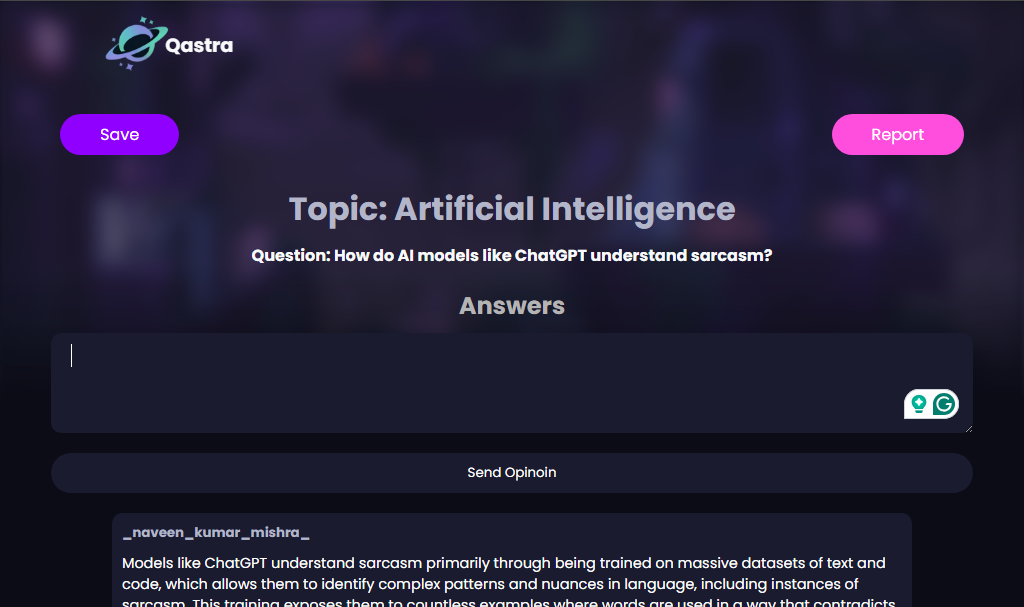 Qastra
Save
Report
Topic: Artificial Intelligence
Question: How do AI models like ChatGPT understand sarcasm?
Answers
Send Opinoin
_naveen_kumar_mishra_
Models like ChatGPT understand sarcasm primarily through being trained on massive datasets of text and
code, which allows them to identify complex patterns and nuances in language, including instances of
sarcasm. This training exposes them to countless examples where words are used in a way that contradicts